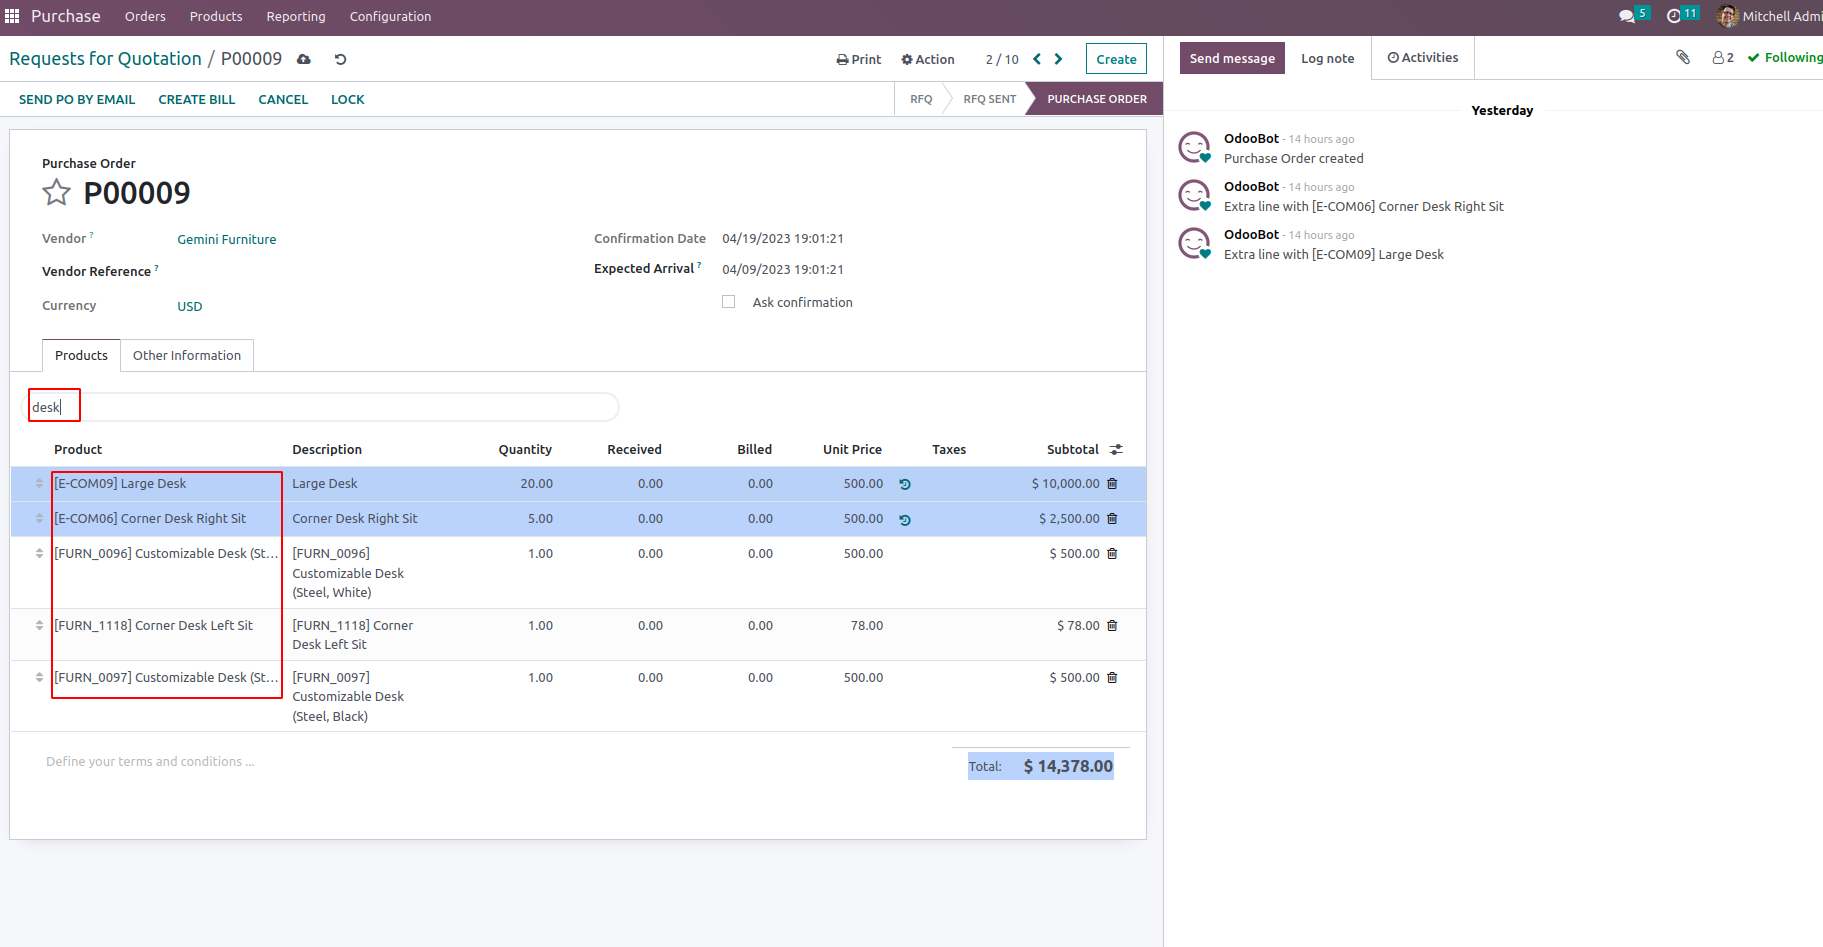 Purchase Orders Products Reporting Configuration 5 11 Mitchell Admi
Requests for Quotation / P00009 Print Action 2 / 10 Create
Send message Log note Activities 2 Following
SEND PO BY EMAIL CREATE BILL CANCEL LOCK RFQ RFQ SENT PURCHASE ORDER
Purchase Order
P00009
Vendor ? Gemini Furniture
Vendor Reference ?
Currency USD
Confirmation Date 04/19/2023 19:01:21
Expected Arrival ? 04/09/2023 19:01:21
Ask confirmation
Products Other Information
desk
Product Description Quantity Received Billed Unit Price Taxes Subtotal
[E-COM09] Large Desk Large Desk 20.00 0.00 0.00 500.00 $ 10,000.00
[E-COM06] Corner Desk Right Sit Corner Desk Right Sit 5.00 0.00 0.00 500.00 $ 2,500.00
[FURN_0096] Customizable Desk (St... [FURN_0096] 1.00 0.00 0.00 500.00 $ 500.00
Customizable Desk
(Steel, White)
[FURN_1118] Corner Desk Left Sit [FURN_1118] Corner 1.00 0.00 0.00 78.00 $ 78.00
Desk Left Sit
[FURN_0097] Customizable Desk (St... [FURN_0097] 1.00 0.00 0.00 500.00 $ 500.00
Customizable Desk
(Steel, Black)
Define your terms and conditions ...
Total: $ 14,378.00
Yesterday
OdooBot - 14 hours ago
Purchase Order created
OdooBot - 14 hours ago
Extra line with [E-COM06] Corner Desk Right Sit
OdooBot - 14 hours ago
Extra line with [E-COM09] Large Desk